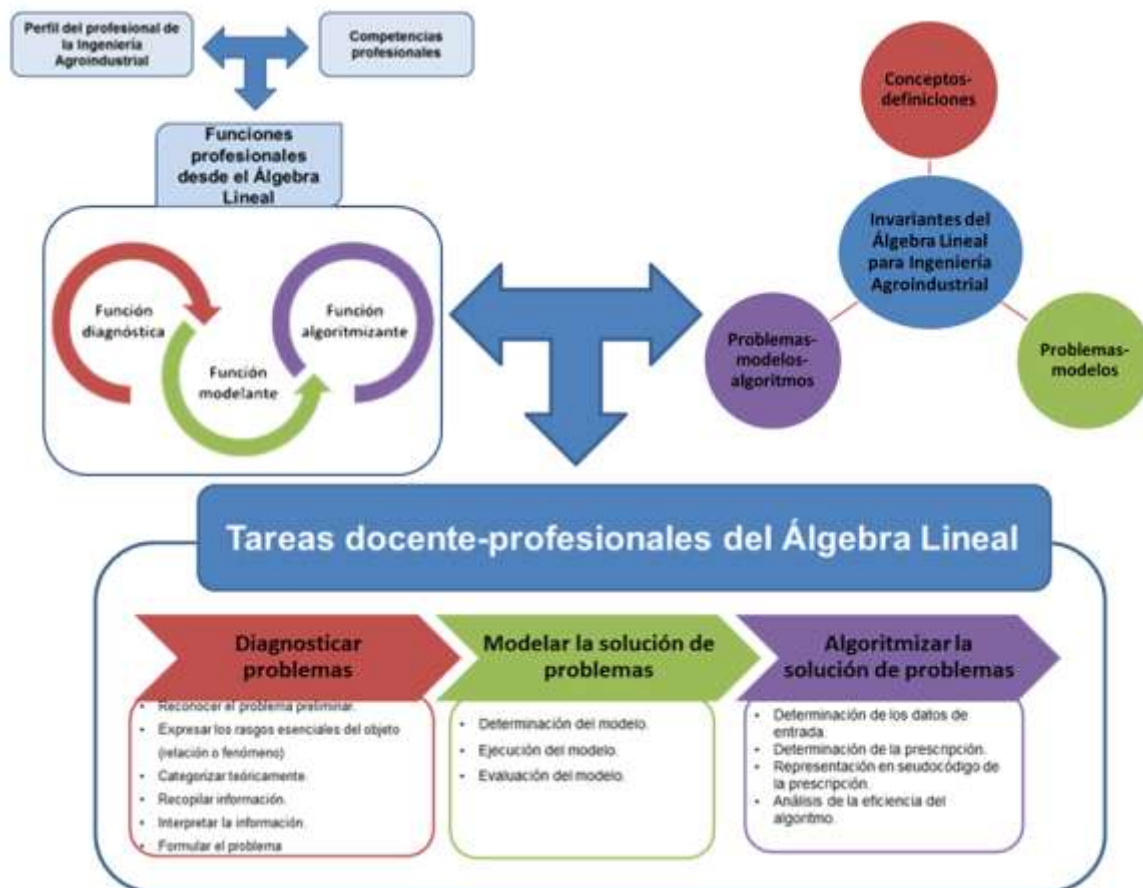 Perfil del profesional de
la Ingeniería
Agroindustrial
Competencias
profesionales
Funciones
profesionales
desde el Álgebra
Lineal
Función
diagnóstica
Función
modelante
Función
algoritmizante
Conceptos-
definiciones
Invariantes del
Álgebra Lineal
para Ingeniería
Agroindustrial
Problemas-
modelos-
algoritmos
Problemas-
modelos
Tareas docente-profesionales del Álgebra Lineal
Diagnosticar
problemas
• Reconocer el problema preliminar.
• Expresar los rasgos esenciales del objeto
(relación o fenómeno)
• Categorizar teóricamente.
• Recopilar información.
• Interpretar la información.
• Formular el problema
Modelar la solución de
problemas
• Determinación del modelo.
• Ejecución del modelo.
• Evaluación del modelo.
Algoritmizar la
solución de problemas
• Determinación de los datos de
entrada.
• Determinación de la prescripción.
• Representación en seudocódigo de
la prescripción.
• Análisis de la eficiencia del
algoritmo.